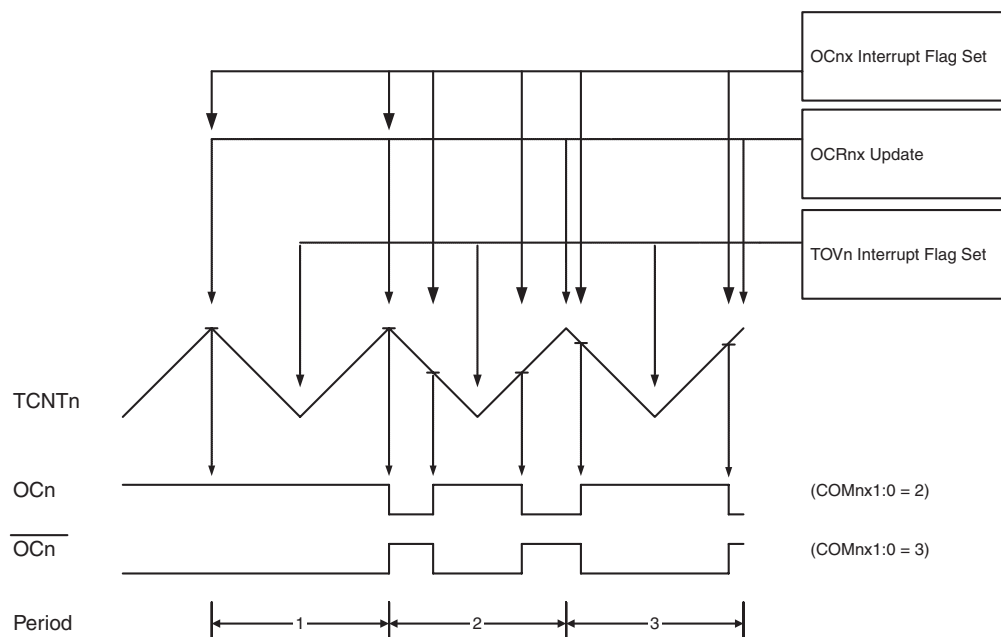 OCnx Interrupt Flag Set
OCRnx Update
TOVn Interrupt Flag Set
TCNTn
OCn
(COMnx1:0 = 2)
OCn
(COMnx1:0 = 3)
Period
1
2
3